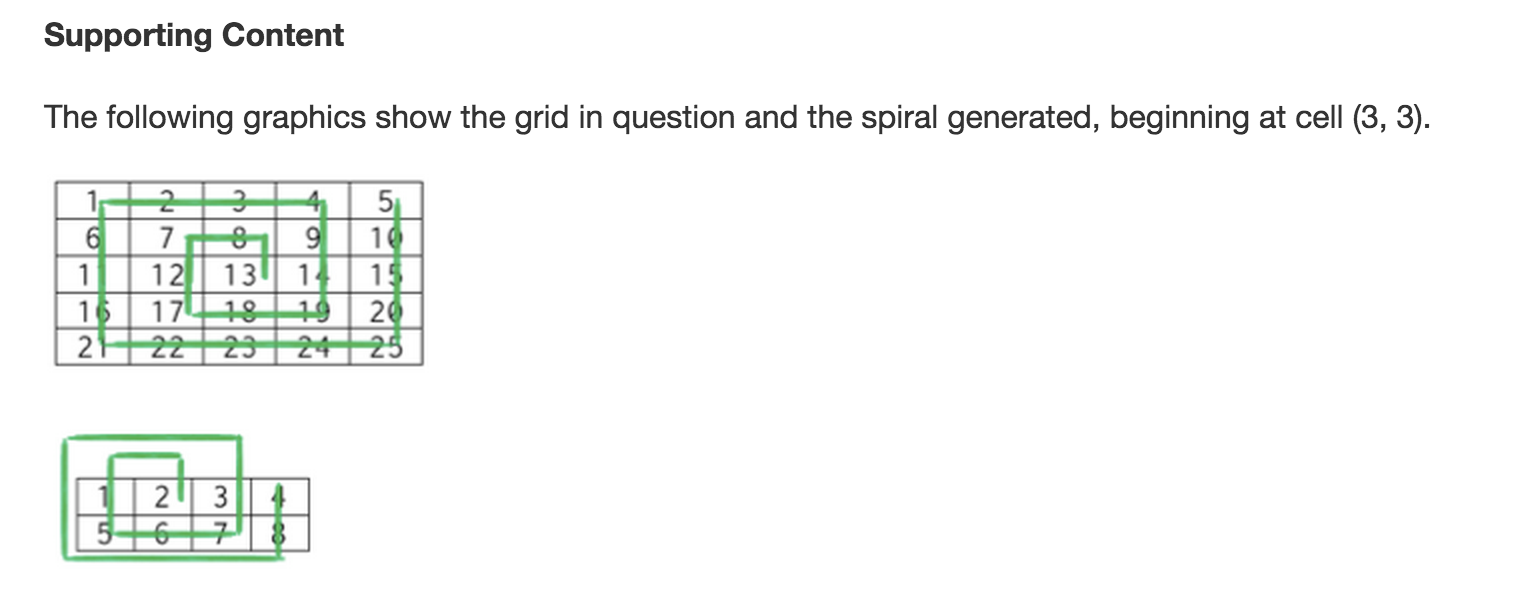 Supporting Content
The following graphics show the grid in question and the spiral generated, beginning at cell (3, 3).
1 2 3 4 5
6 7 8 9 10
11 12 13 14 15
16 17 18 19 20
21 22 23 24 25
1 2 3 4
5 6 7 8